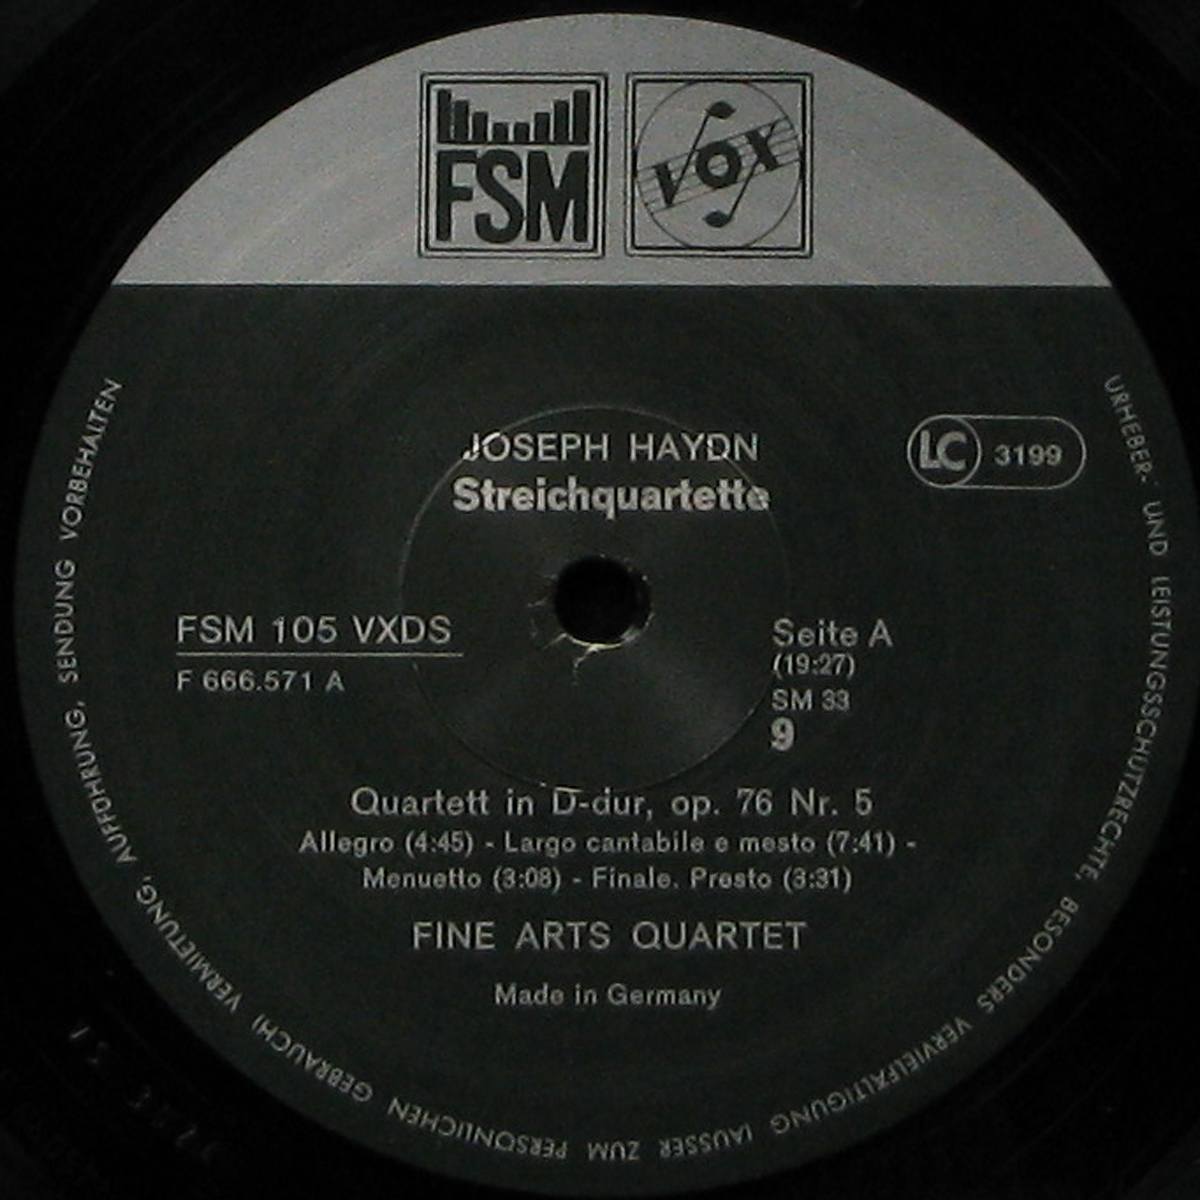 FSM
VOX
JOSEPH HAYDN
Streichquartette
LC 3199
FSM 105 VXDS
F 666.571 A
Seite A
(19:27)
SM 33
9
Quartett in D-dur, op. 76 Nr. 5
Allegro (4:45) - Largo cantabile e mesto (7:41) -
Menuetto (3:08) - Finale. Presto (3:31)
FINE ARTS QUARTET
Made in Germany
URHEBER- UND LEISTUNGSSCHUTZRECHTE, BESONDERS VERVIELFÄLTIGUNG (AUSSER ZUM PERSÖNLICHEN GEBRAUCH) VERMIETUNG, AUFFÜHRUNG, SENDUNG VORBEHALTEN